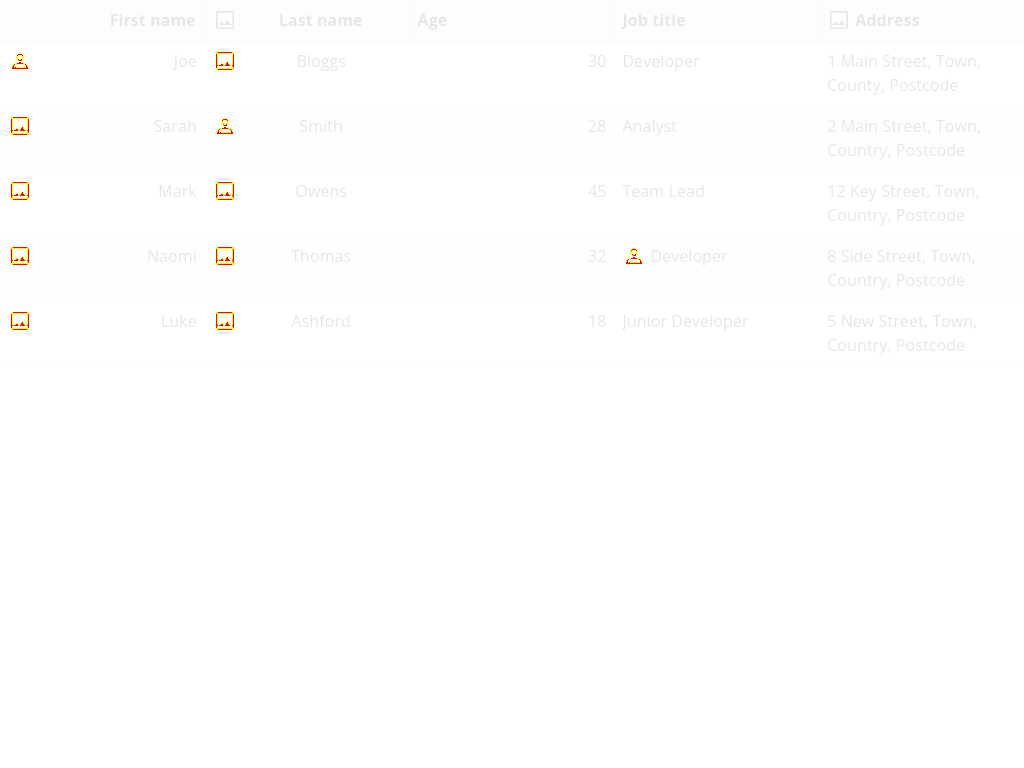 First name Last name Age Job title Address
Joe Bloggs 30 Developer 1 Main Street, Town,
County, Postcode
Sarah Smith 28 Analyst 2 Main Street, Town,
Country, Postcode
Mark Owens 45 Team Lead 12 Key Street, Town,
Country, Postcode
Naomi Thomas 32 Developer 8 Side Street, Town,
Country, Postcode
Luke Ashford 18 Junior Developer 5 New Street, Town,
Country, Postcode